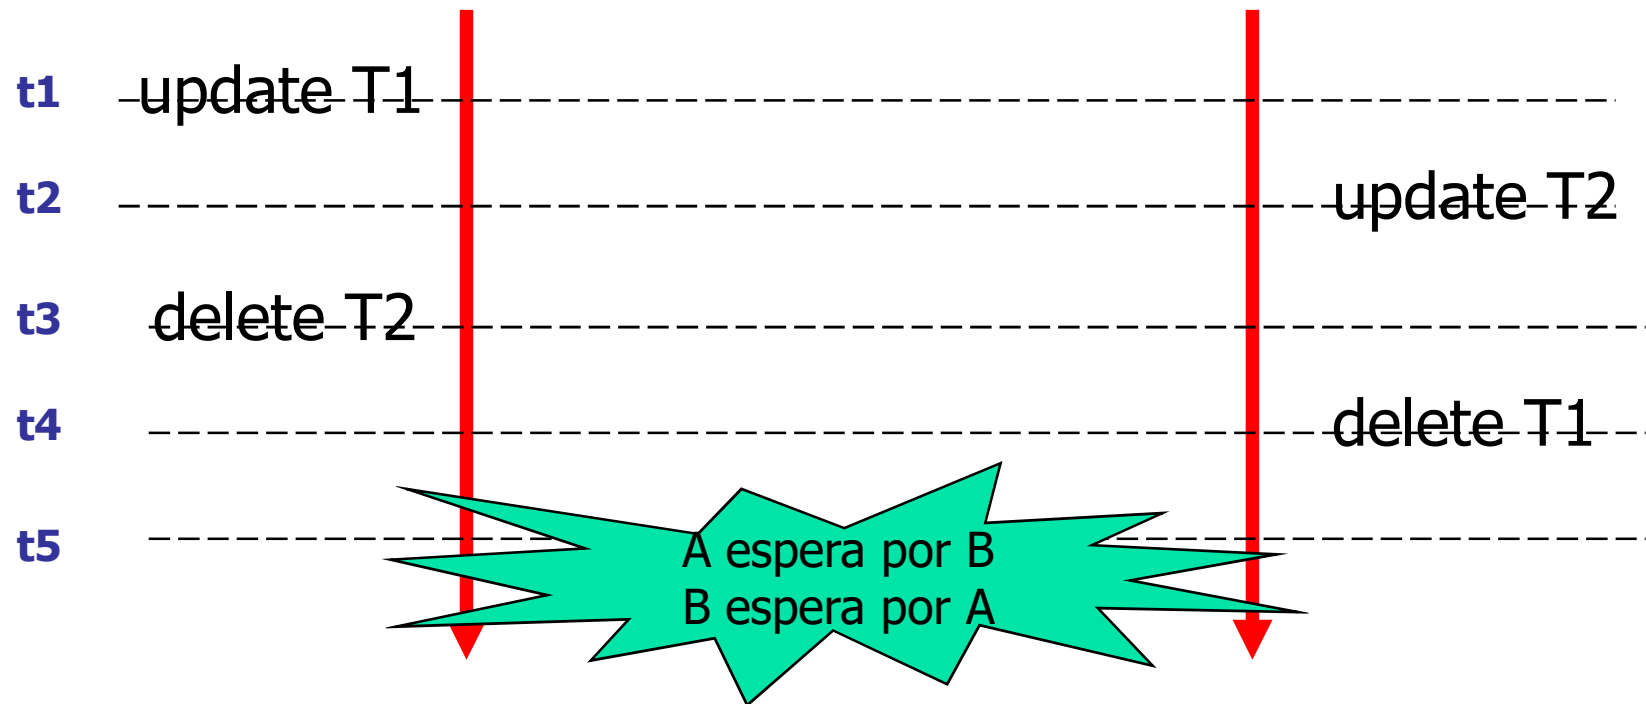 t1 update T1
t2 update T2
t3 delete T2
t4 delete T1
t5
A espera por B
B espera por A